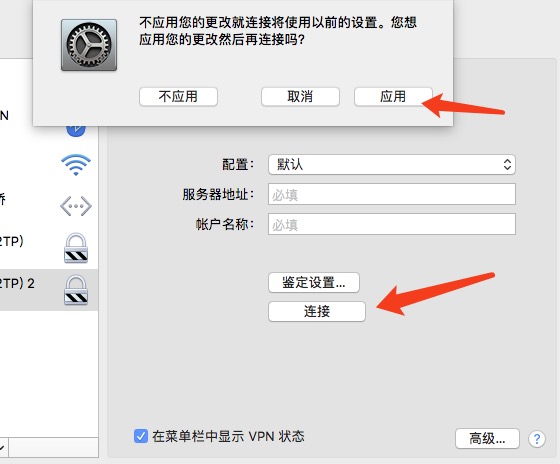 不应用您的更改就连接将使用以前的设置。您想
应用您的更改然后再连接吗？
不应用
取消
应用
N
配置：
默认
服务器地址：
必填
帐户名称：
必填
2TP)
2TP) 2
鉴定设置...
连接
在菜单栏中显示 VPN 状态
高级...
?